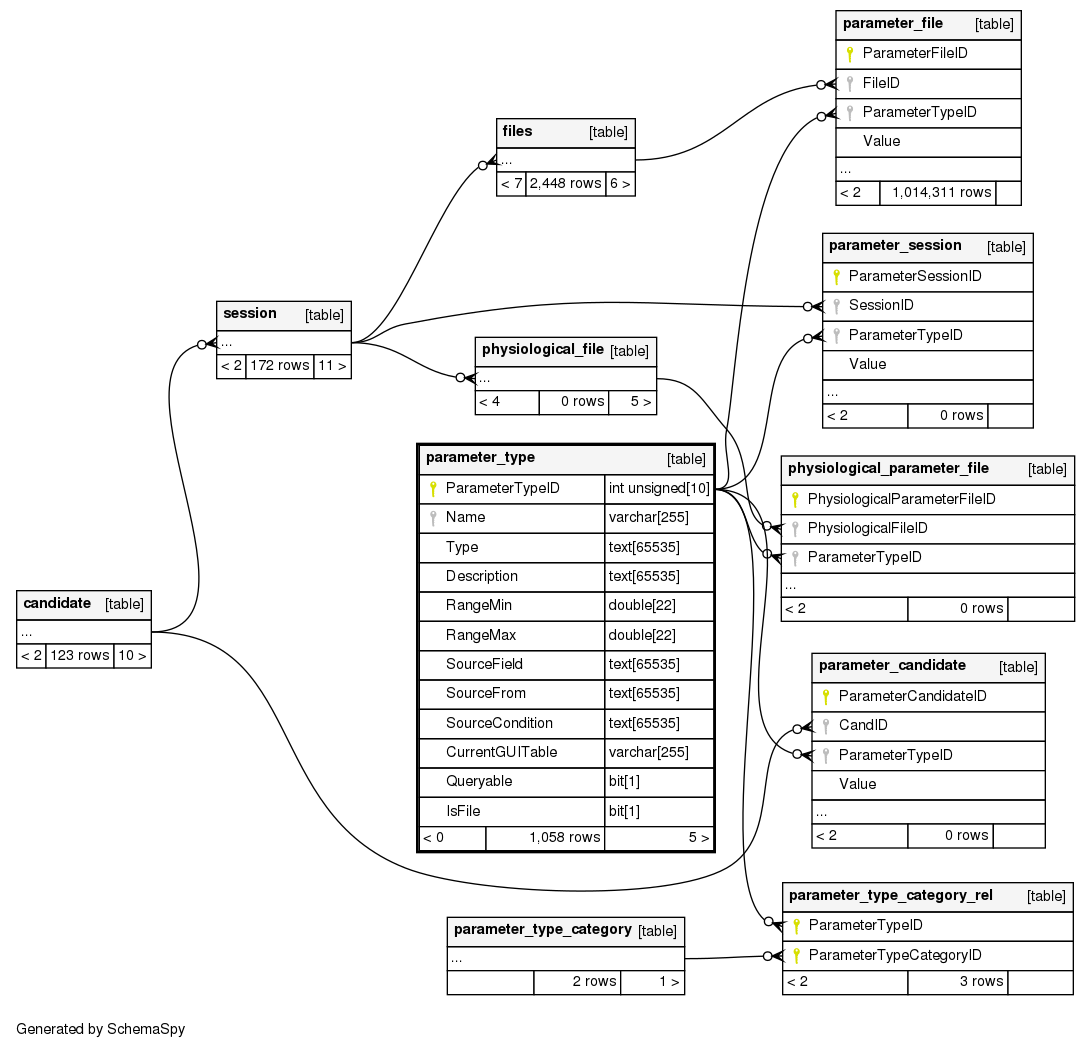 parameter_file [table]
ParameterFileID
FileID
ParameterTypeID
Value
...
< 2 1,014,311 rows
files [table]
...
< 7 2,448 rows 6 >
parameter_session [table]
ParameterSessionID
SessionID
ParameterTypeID
Value
...
< 2 0 rows
session [table]
...
< 2 172 rows 11 >
physiological_file [table]
...
< 4 0 rows 5 >
parameter_type [table]
ParameterTypeID int unsigned[10]
Name varchar[255]
Type text[65535]
Description text[65535]
RangeMin double[22]
RangeMax double[22]
SourceField text[65535]
SourceFrom text[65535]
SourceCondition text[65535]
CurrentGUITable varchar[255]
Queryable bit[1]
IsFile bit[1]
< 0 1,058 rows 5 >
physiological_parameter_file [table]
PhysiologicalParameterFileID
PhysiologicalFileID
ParameterTypeID
...
< 2 0 rows
candidate [table]
...
< 2 123 rows 10 >
parameter_candidate [table]
ParameterCandidateID
CandID
ParameterTypeID
Value
...
< 2 0 rows
parameter_type_category_rel [table]
ParameterTypeID
ParameterTypeCategoryID
< 2 3 rows
parameter_type_category [table]
...
2 rows 1 >
Generated by SchemaSpy